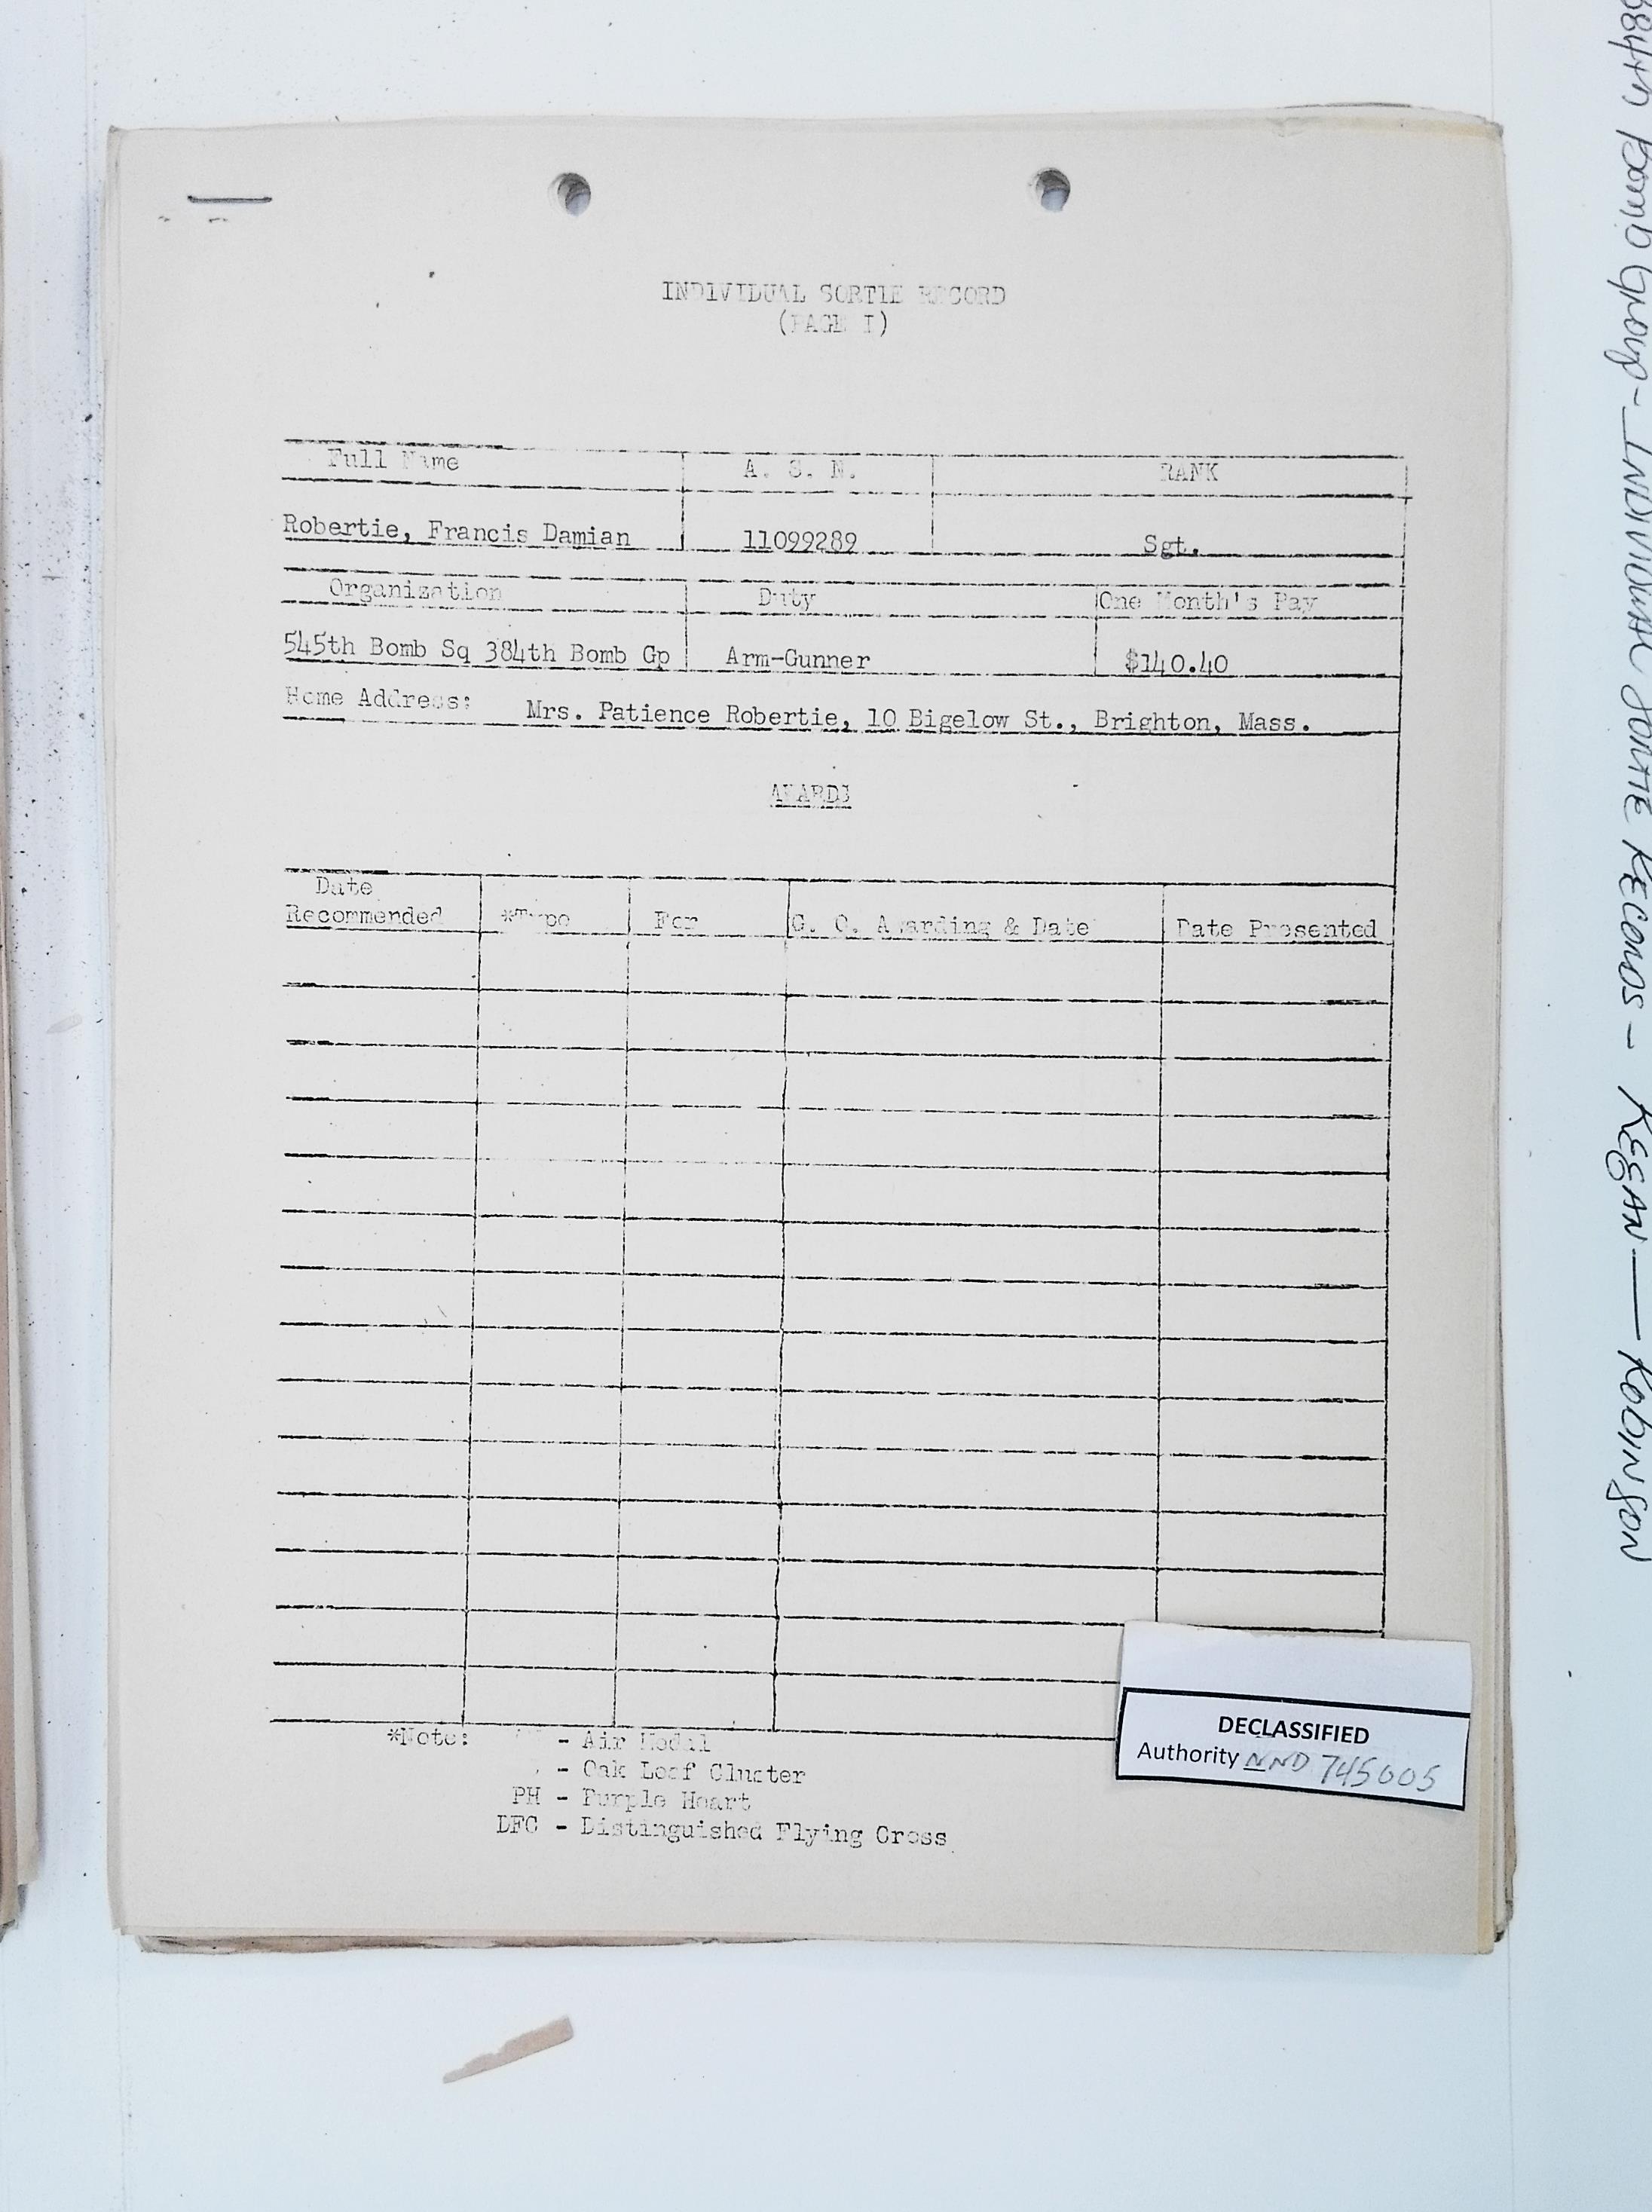 INDIVIDUAL SORTIE RECORD
(PAGE I)
Full Name A. S. N. RANK
Robertie, Francis Damian 11099289 Sgt.
Organization Duty One Month's Pay
545th Bomb Sq 384th Bomb Gp Arm-Gunner $140.40
Home Address: Mrs. Patience Robertie, 10 Bigelow St., Brighton, Mass.
AWARDS
Date
Recommended *Type For G. O. Awarding & Date Date Presented
*Note: - Air Medal
- Oak Leaf Cluster
PH - Purple Heart
DFC - Distinguished Flying Cross
DECLASSIFIED
Authority NND 745005
384th Bomb Group - INDIVIDUAL SORTIE RECORDS - KEGAN — Robinson